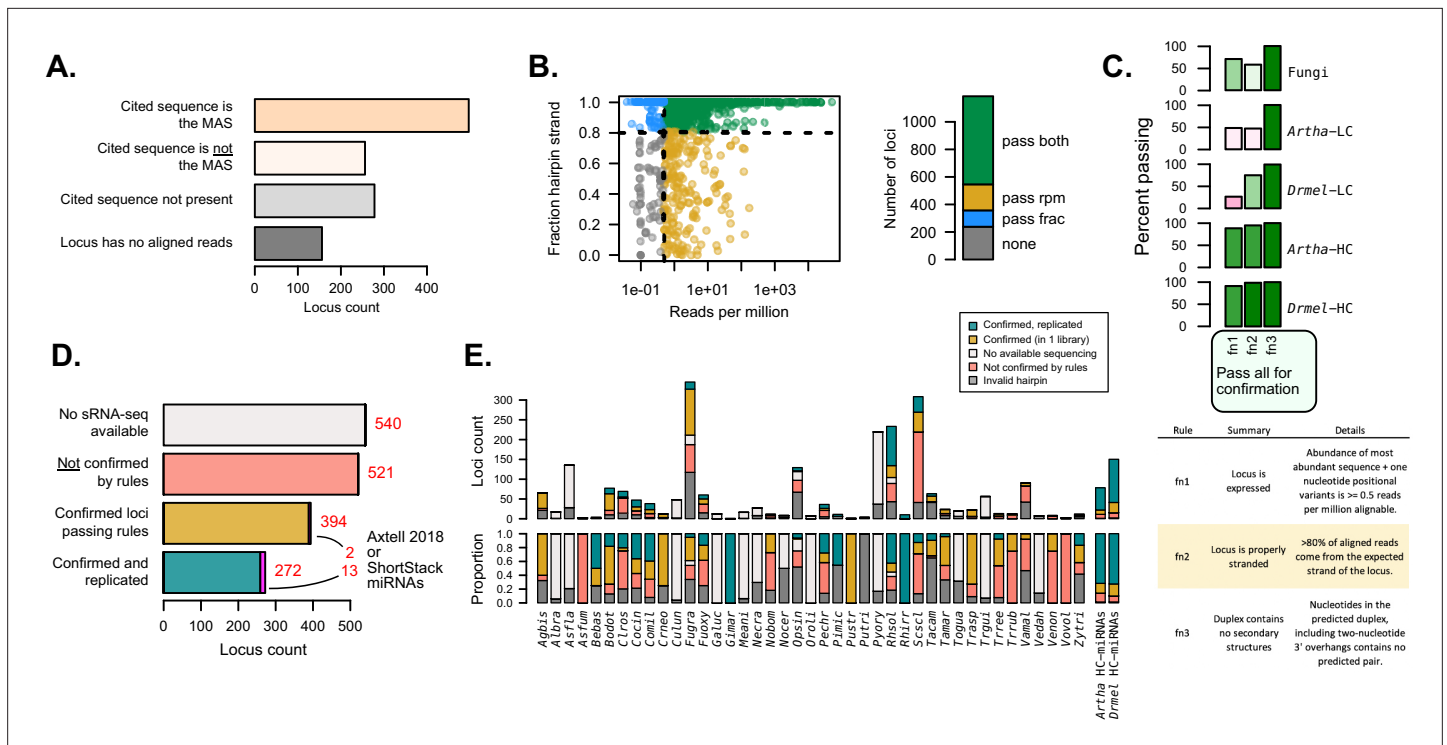 A.
Cited sequence is
the MAS
Cited sequence is not
the MAS
Cited sequence not present
Locus has no aligned reads
0 100 200 300 400
Locus count
B.
Fraction hairpin strand
1.0
0.8
0.6
0.4
0.2
0.0
1e-01 1e+01 1e+03
Reads per million
Number of loci
1000
800
600
400
200
0
pass both
pass rpm
pass frac
none
C.
Percent passing
100
50
0
Fungi
100
50
0
Artha-LC
100
50
0
Drmel-LC
100
50
0
Artha-HC
100
50
0
Drmel-HC
fn1 fn2 fn3
Pass all for
confirmation
Rule Summary Details
fn1
Locus is
expressed
Abundance of most
abundant sequence + one
nucleotide positional
variants is >= 0.5 reads
per million alignable.
fn2
Locus is properly
stranded
>80% of aligned reads
come from the expected
strand of the locus.
fn3
Duplex contains
no secondary
structures
Nucleotides in the
predicted duplex,
including two-nucleotide
3' overhangs contains no
predicted pair.
D.
No sRNA-seq
available
540
Not confirmed
by rules
521
Confirmed loci
passing rules
394
2
Confirmed and
replicated
272
13
Axtell 2018
or
ShortStack
miRNAs
0 100 200 300 400 500
Locus count
E.
Confirmed, replicated
Confirmed (in 1 library)
No available sequencing
Not confirmed by rules
Invalid hairpin
Loci count
300
250
200
150
100
50
0
Proportion
1.0
0.8
0.6
0.4
0.2
0.0
Agbis
Albra
Asfla
Asfum
Bebas
Bodot
Clros
Cocin
Comil
Crneo
Culun
Fugra
Fuoxy
Galuc
Gimar
Meani
Necra
Nobom
Nocer
Opsin
Oroli
Pechr
Pimic
Pustr
Putri
Pyory
Rhsol
Rhirr
Scscl
Tacam
Tamar
Togua
Trasp
Trgui
Trree
Trrub
Vamal
Vedah
Venon
Vovol
Zytri
Artha HC-miRNAs
Drmel HC-miRNAs